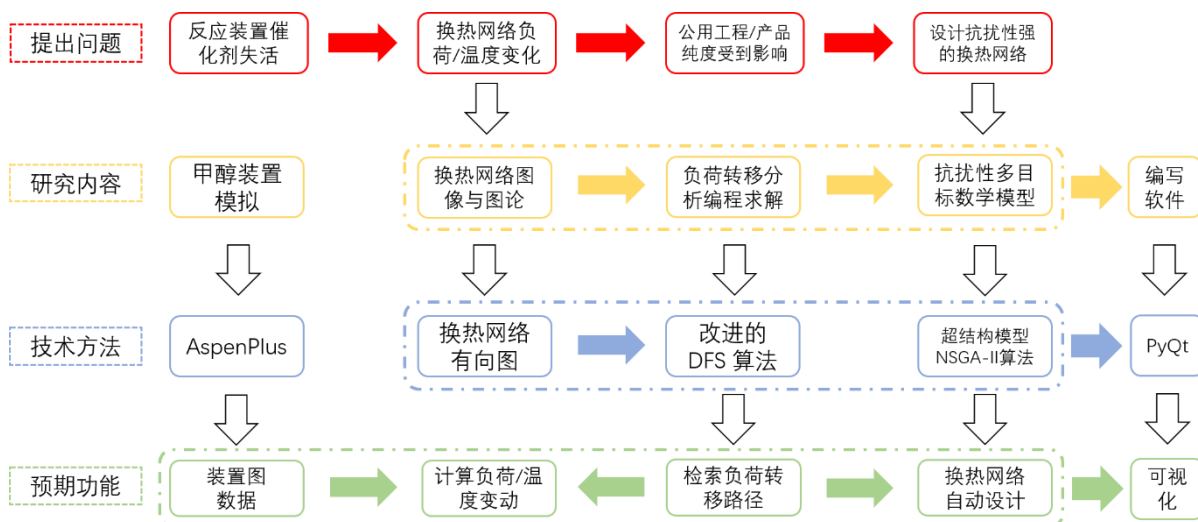 提出问题
反应装置催
化剂失活
换热网络负
荷/温度变化
公用工程/产品
纯度受到影响
设计抗扰性强
的换热网络
研究内容
甲醇装置
模拟
换热网络图
像与图论
负荷转移分
析编程求解
抗扰性多目
标数学模型
编写
软件
技术方法
AspenPlus
换热网络
有向图
改进的
DFS 算法
超结构模型
NSGA-II算法
PyQt
预期功能
装置图
数据
计算负荷/温
度变动
检索负荷转
移路径
换热网络
自动设计
可视
化